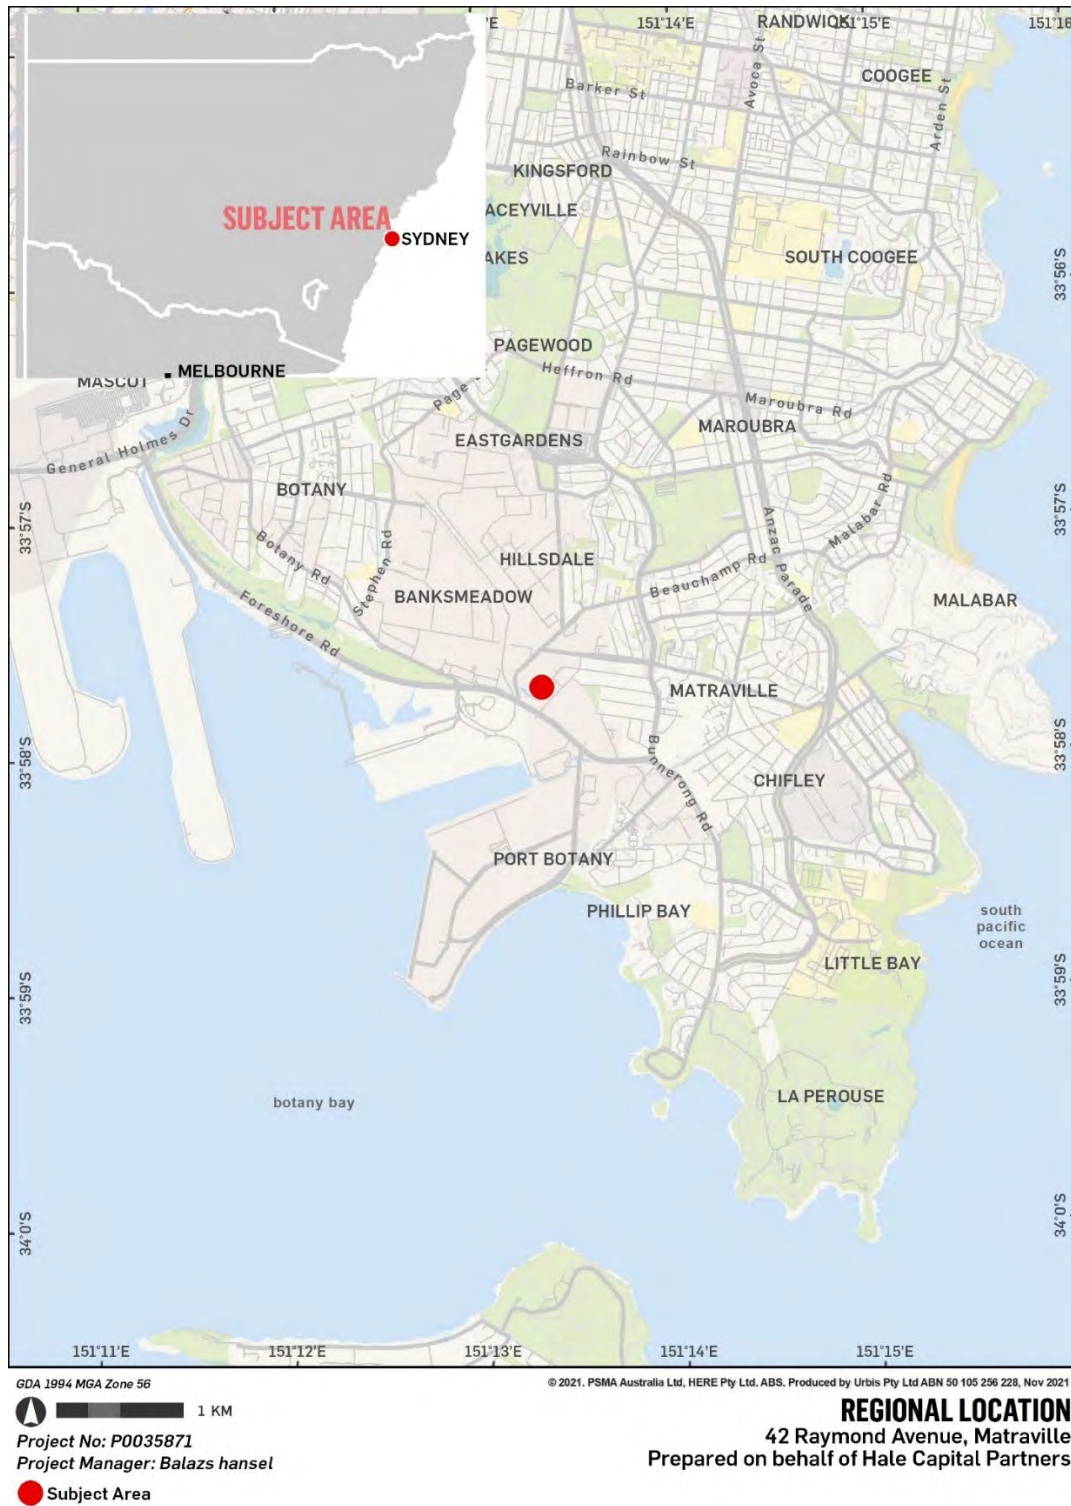 E
151°14'E
RANDWICK
151°15'E
151°16
COOGEE
Barker St
Avoca St
Arden St
Rainbow St
KINGSFORD
ACEYVILLE
SUBJECT AREA
SYDNEY
AKES
SOUTH COOGEE
33°56'S
PAGEWOOD
MELBOURNE
MASCOT
Heffron Rd
Page
Maroubra Rd
General Holmes Dr
EASTGARDENS
MAROUBRA
BOTANY
Malabar Rd
33°57'S
33°57'S
Anzac Parade
Botany Rd
Stephen Rd
HILLSDALE
Beauchamp Rd
BANKSMEADOW
MALABAR
Foreshore Rd
MATRAVILLE
33°58'S
33°58'S
Bunnerong Rd
CHIFLEY
PORT BOTANY
PHILLIP BAY
south
pacific
ocean
LITTLE BAY
33°59'S
33°59'S
botany bay
LA PEROUSE
34°0'S
34°0'S
151°11'E
151°12'E
151°13'E
151°14'E
151°15'E
GDA 1994 MGA Zone 56
© 2021. PSMA Australia Ltd, HERE Pty Ltd. ABS. Produced by Urbis Pty Ltd ABN 50 105 256 228, Nov 2021
1 KM
REGIONAL LOCATION
42 Raymond Avenue, Matraville
Prepared on behalf of Hale Capital Partners
Project No: P0035871
Project Manager: Balazs hansel
Subject Area